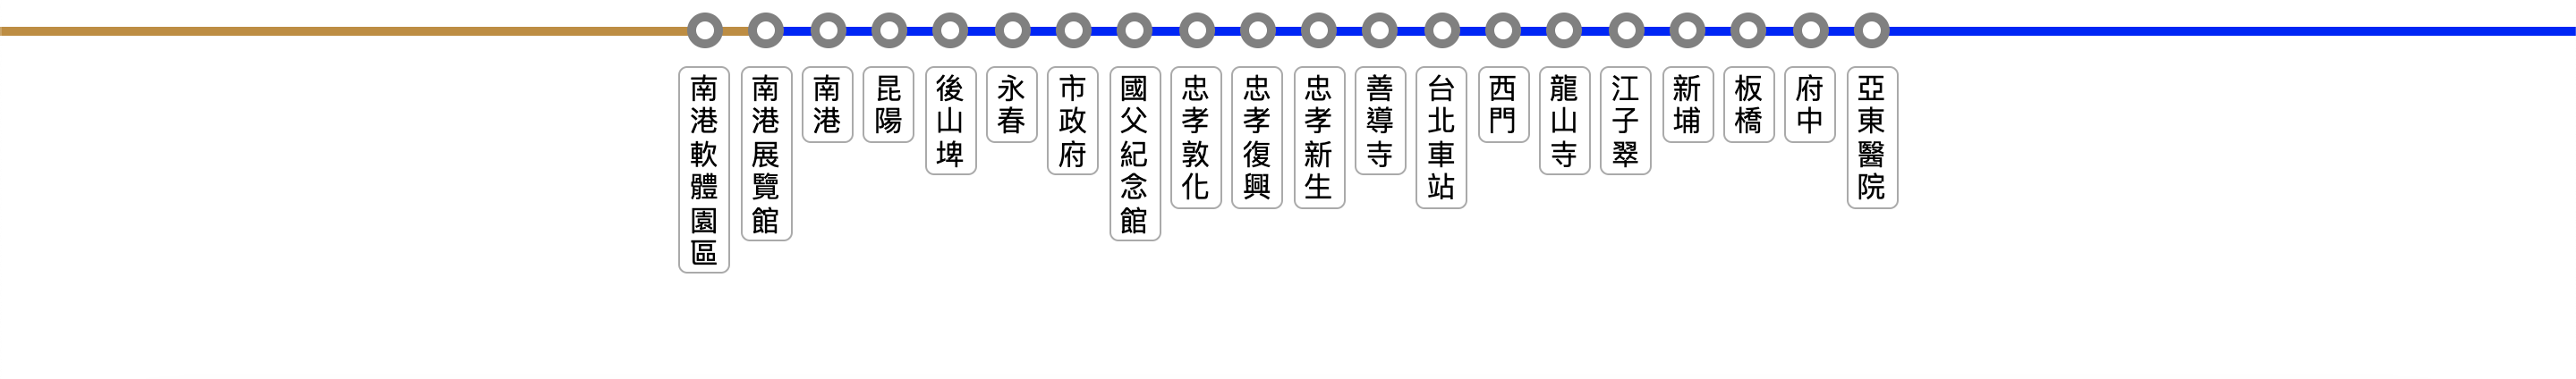 南港軟體園區
南港展覽館
南港
昆陽
後山埤
永春
市政府
國父紀念館
忠孝敦化
忠孝復興
忠孝新生
善導寺
台北車站
西門
龍山寺
江子翠
新埔
板橋
府中
亞東醫院